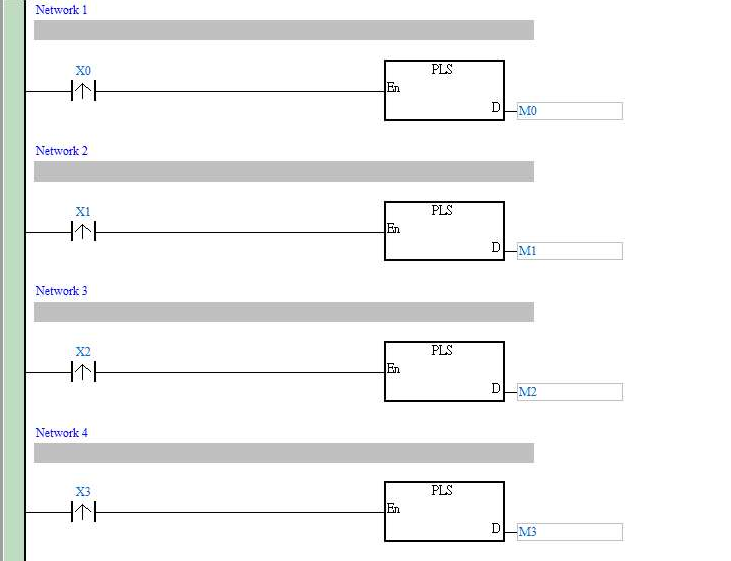 Network 1
X0
PLS
En
D
M0
Network 2
X1
PLS
En
D
M1
Network 3
X2
PLS
En
D
M2
Network 4
X3
PLS
En
D
M3